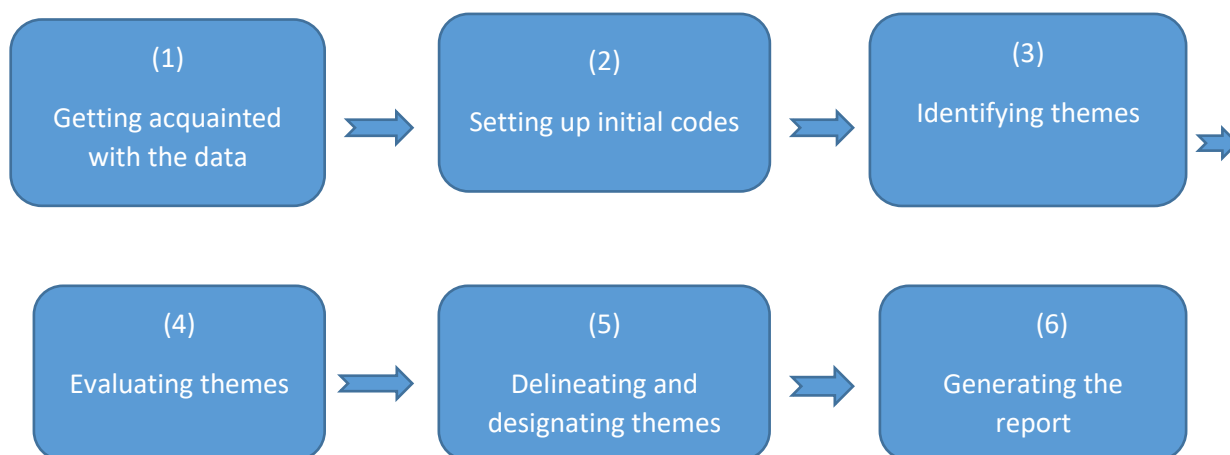 (1)
Getting acquainted
with the data
(2)
Setting up initial codes
(3)
Identifying themes
(4)
Evaluating themes
(5)
Delineating and
designating themes
(6)
Generating the
report